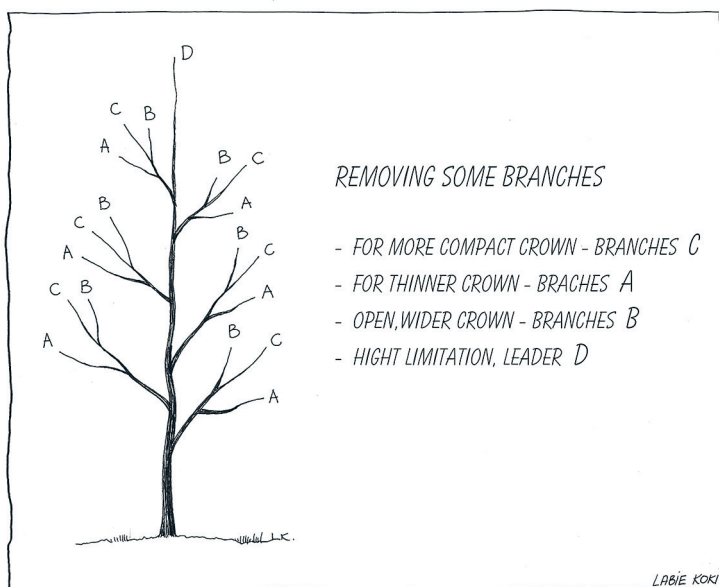 D
C B
A
B C
A
B
C
A
B
C
A
C B
A
B
C
A
REMOVING SOME BRANCHES
- FOR MORE COMPACT CROWN - BRANCHES C
- FOR THINNER CROWN - BRACHES A
- OPEN, WIDER CROWN - BRANCHES B
- HIGHT LIMITATION, LEADER D
L.K.
LABIE KOKI